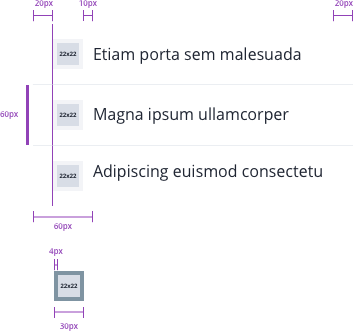 20px 10px 20px
22x22 Etiam porta sem malesuada
60px 22x22 Magna ipsum ullamcorper
22x22 Adipiscing euismod consectetu
60px
4px
22x22
30px